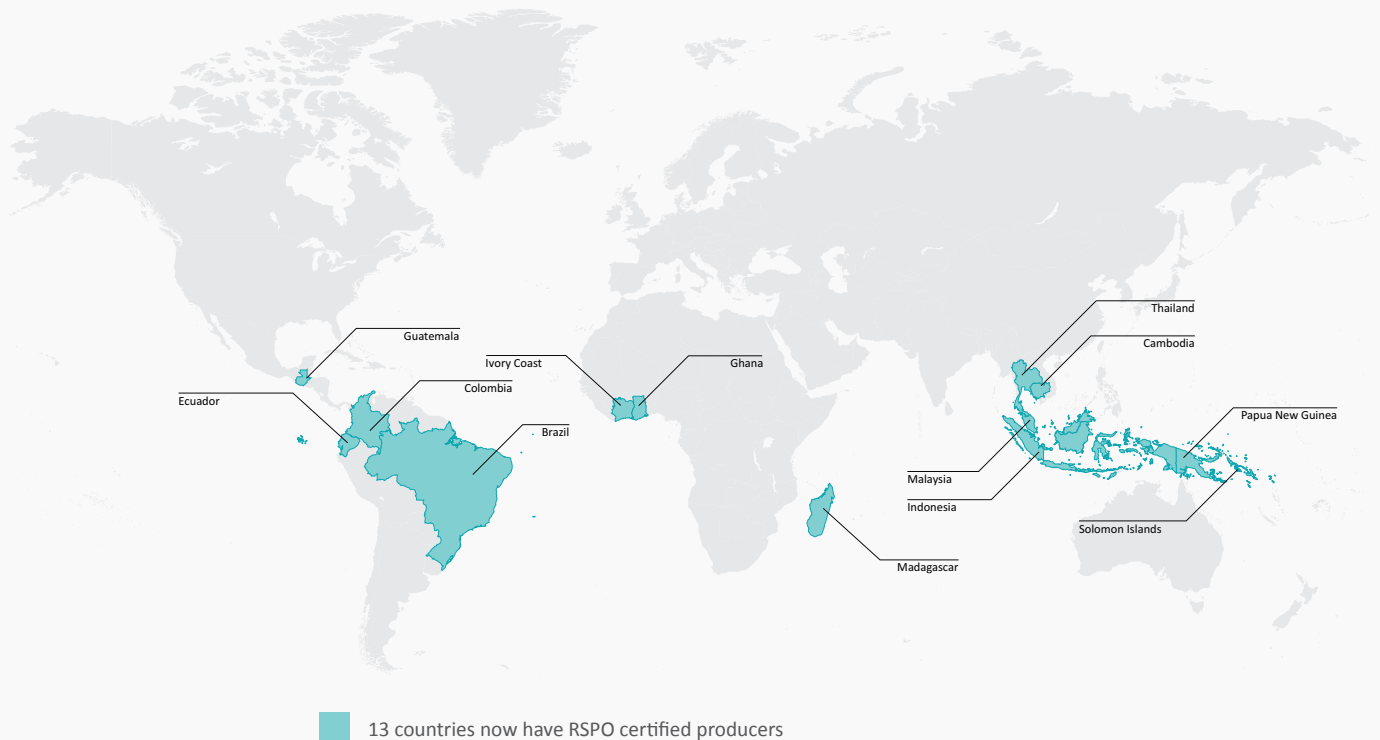 Thailand
Guatemala
Cambodia
Ivory Coast
Ghana
Colombia
Ecuador
Papua New Guinea
Brazil
Malaysia
Indonesia
Solomon Islands
Madagascar
13 countries now have RSPO certified producers